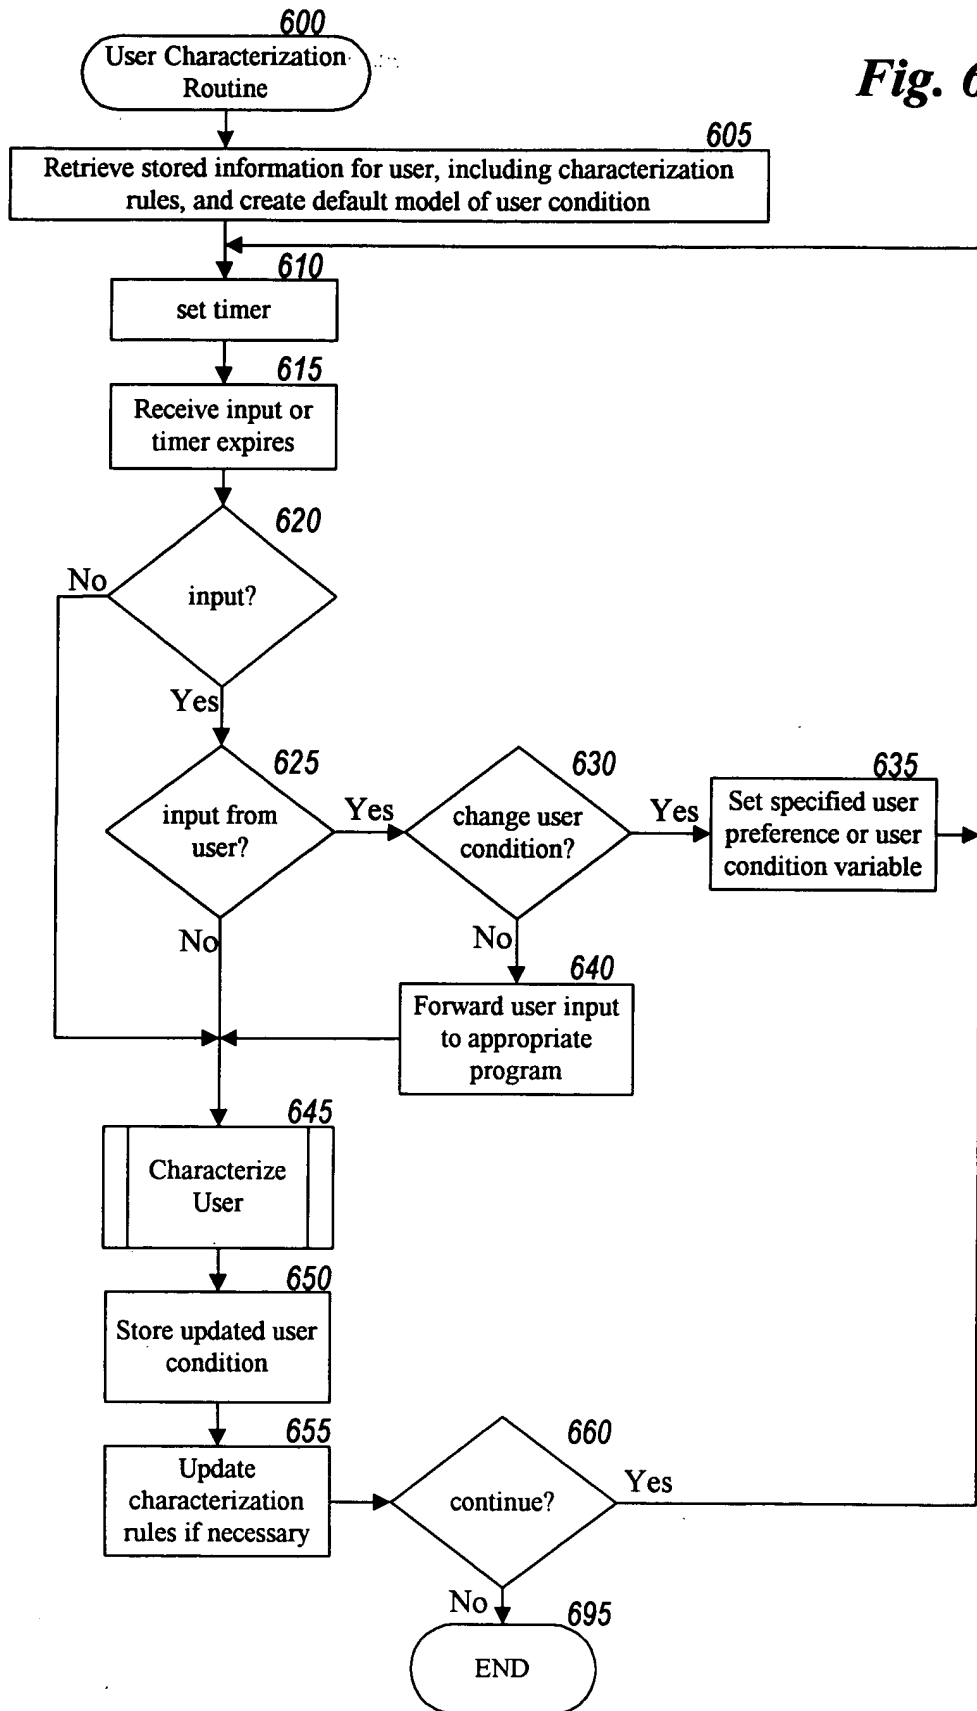 600
User Characterization
Routine
Fig. 6
605
Retrieve stored information for user, including characterization
rules, and create default model of user condition
610
set timer
615
Receive input or
timer expires
620
No
input?
Yes
625
input from
user?
Yes
630
change user
condition?
Yes
635
Set specified user
preference or user
condition variable
No
No
640
Forward user input
to appropriate
program
645
Characterize
User
650
Store updated user
condition
655
Update
characterization
rules if necessary
660
continue?
Yes
No
695
END